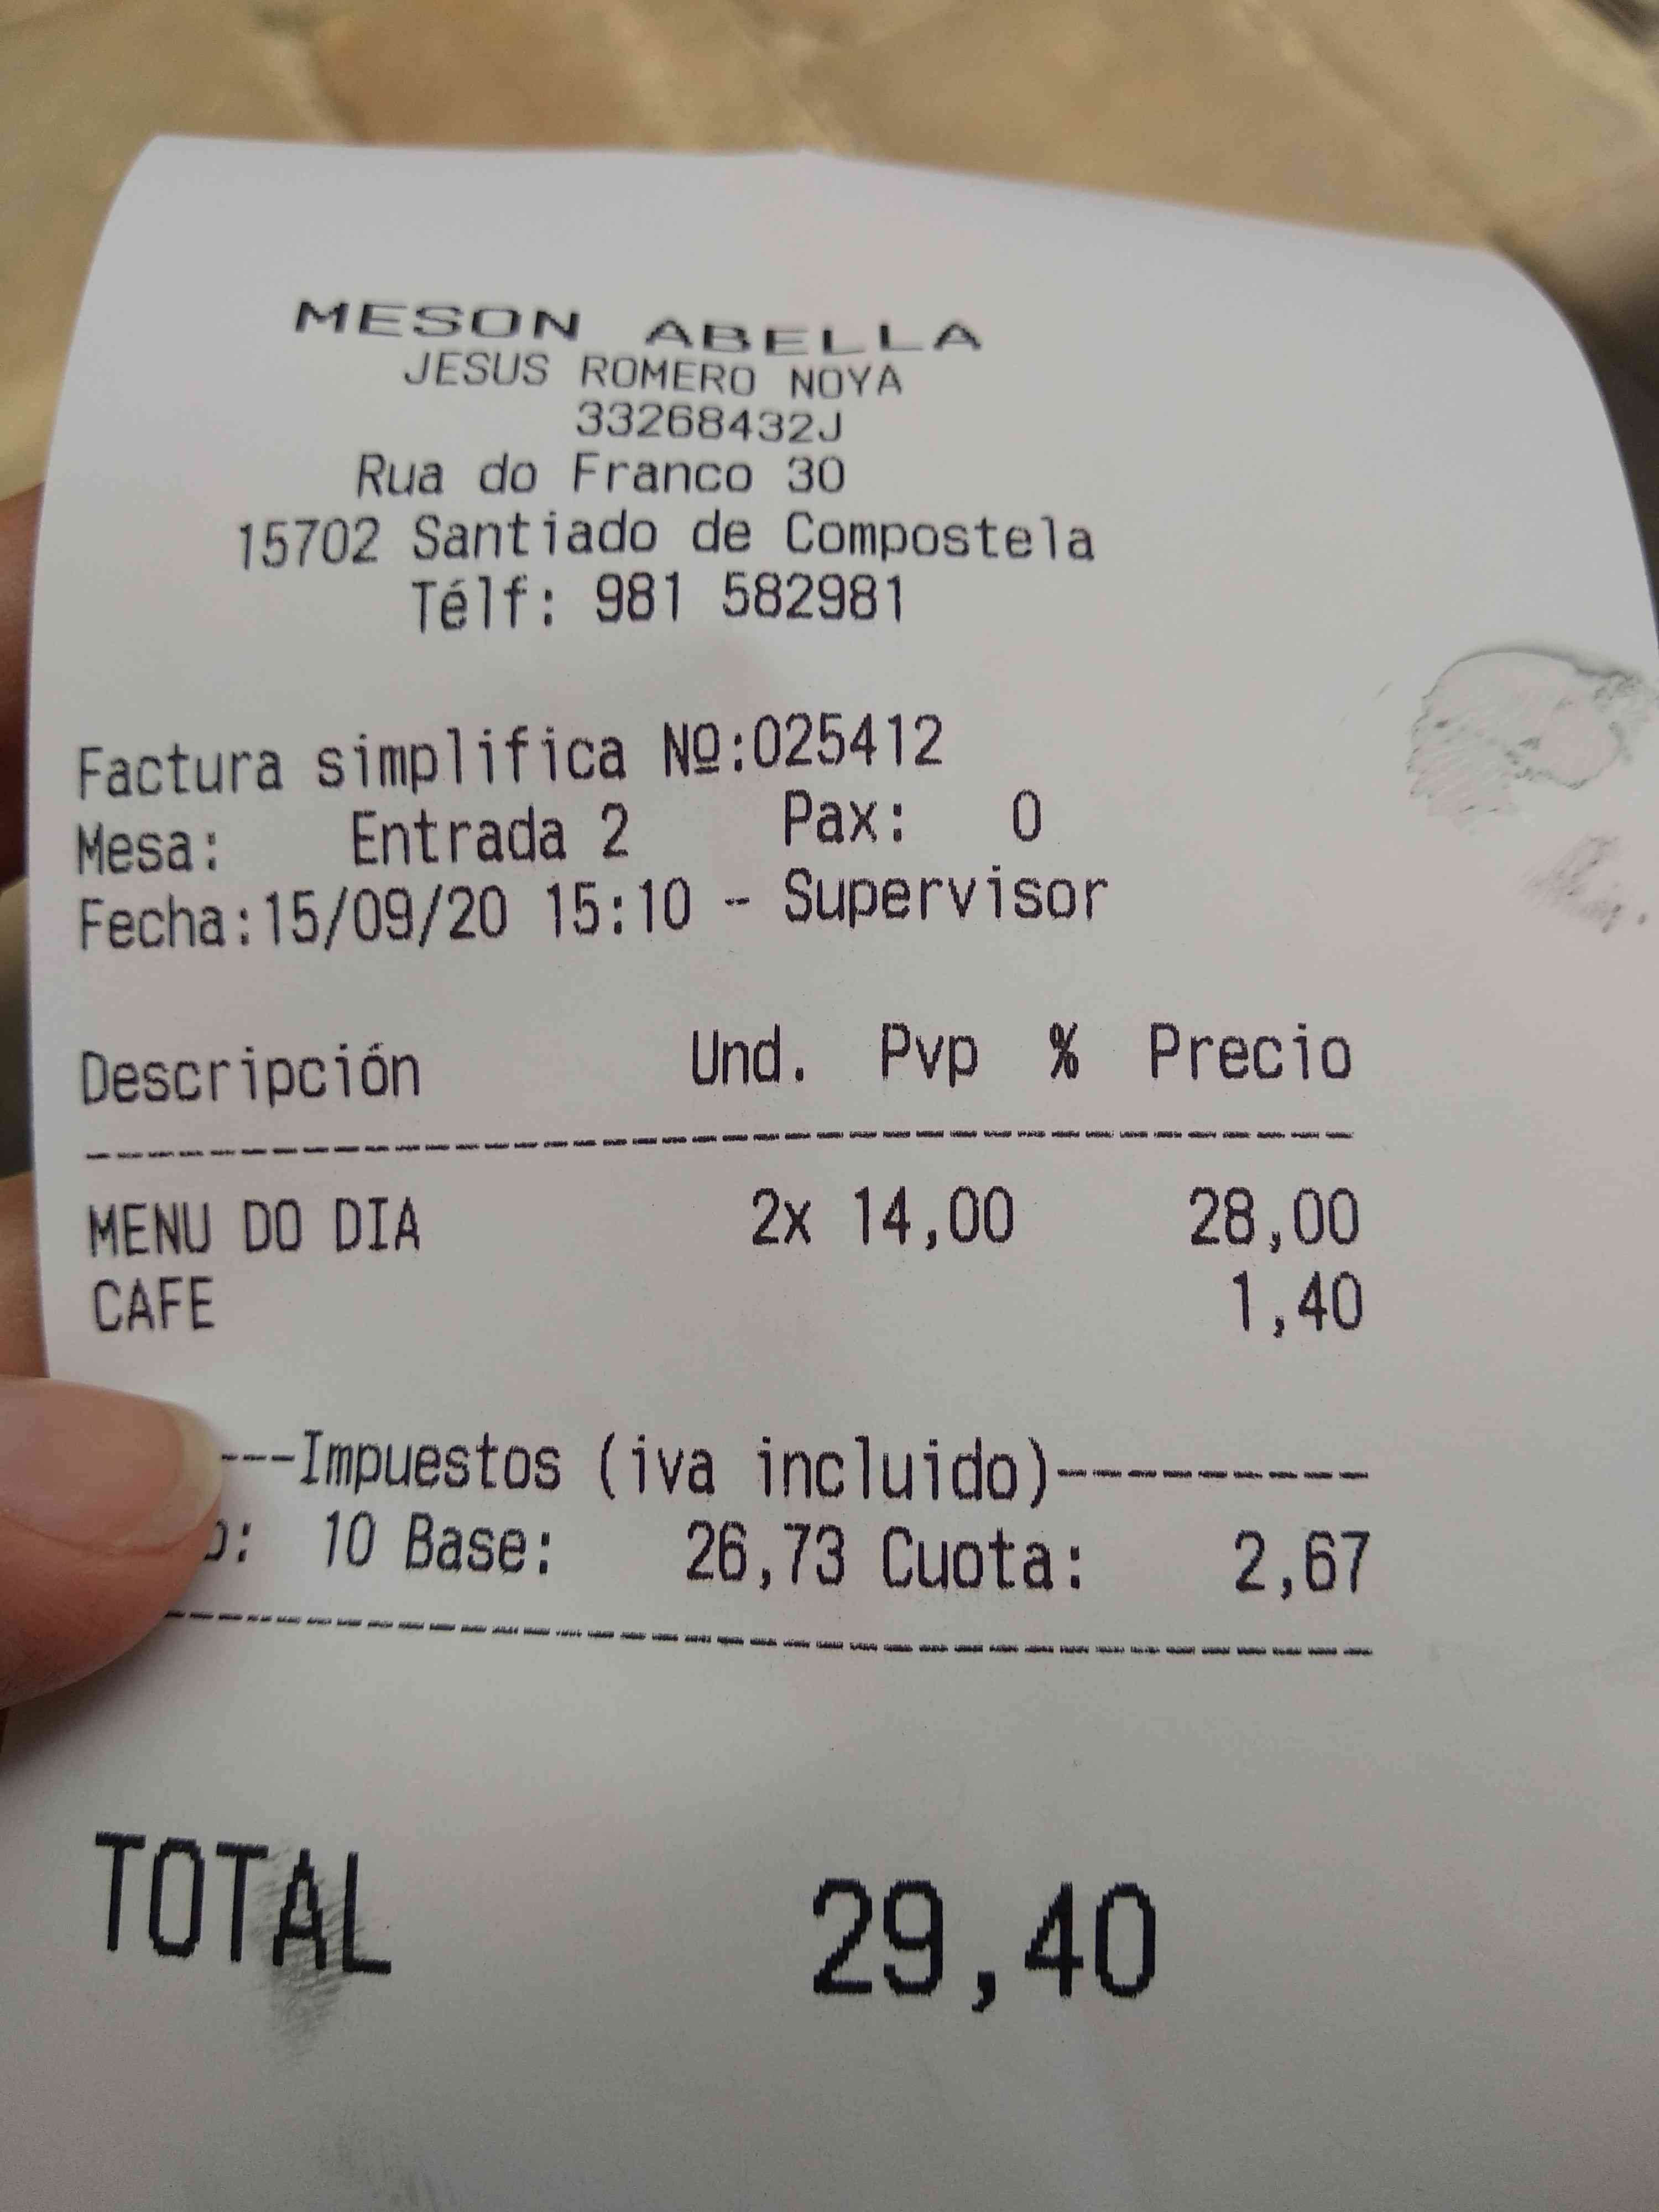 MESON ABELLA
JESUS ROMERO NOYA
33268432J
Rua do Franco 30
15702 Santiado de Compostela
Télf: 981 582981
Factura simplifica Nº:025412
Mesa: Entrada 2 Pax: 0
Fecha:15/09/20 15:10 - Supervisor
Descripción Und. Pvp % Precio
MENU DO DIA 2x 14,00 28,00
CAFE 1,40
---Impuestos (iva incluido)----------
10 Base: 26,73 Cuota: 2,67
TOTAL 29,40